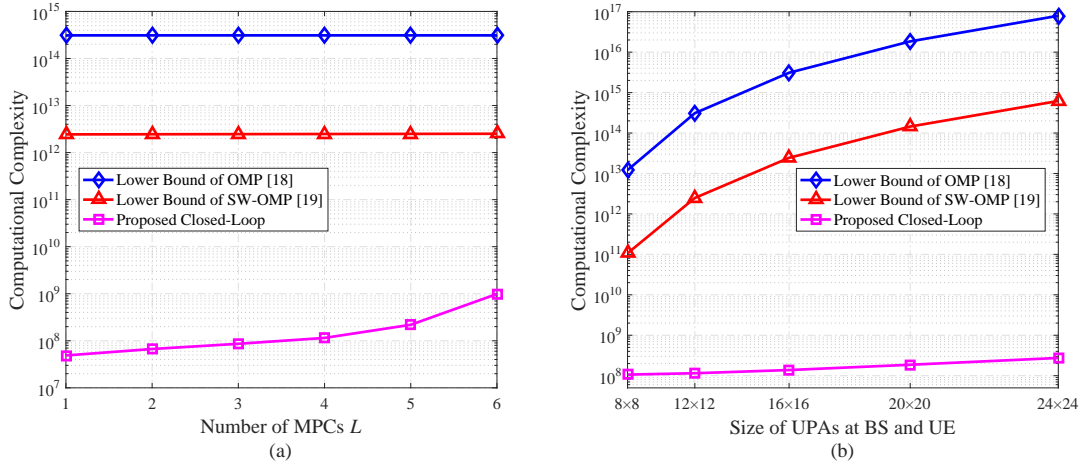 10^15
10^14
10^13
10^12
10^11
10^10
10^9
10^8
10^7
Computational Complexity
Lower Bound of OMP [18]
Lower Bound of SW-OMP [19]
Proposed Closed-Loop
1 2 3 4 5 6
Number of MPCs L
(a)
10^17
10^16
10^15
10^14
10^13
10^12
10^11
10^10
10^9
10^8
Computational Complexity
Lower Bound of OMP [18]
Lower Bound of SW-OMP [19]
Proposed Closed-Loop
8×8 12×12 16×16 20×20 24×24
Size of UPAs at BS and UE
(b)